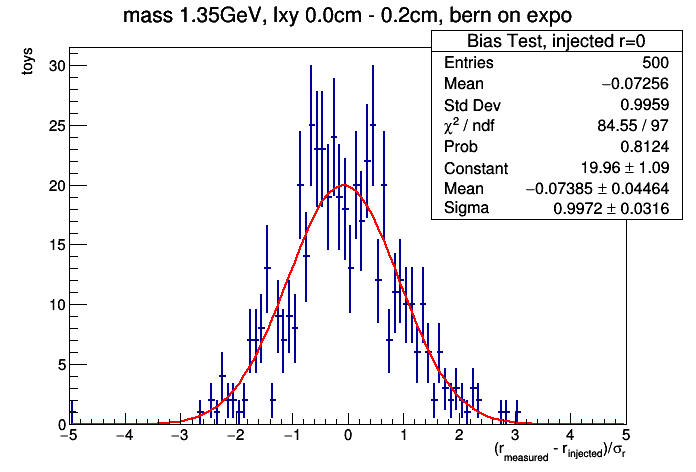 mass 1.35GeV, lxy 0.0cm - 0.2cm, bern on expo
Bias Test, injected r=0
Entries 500
Mean −0.07256
Std Dev 0.9959
χ² / ndf 84.55 / 97
Prob 0.8124
Constant 19.96 ± 1.09
Mean −0.07385 ± 0.04464
Sigma 0.9972 ± 0.0316
toys
30
25
20
15
10
5
0
−5 −4 −3 −2 −1 0 1 2 3 4 5
(r_measured - r_injected)/σ_r